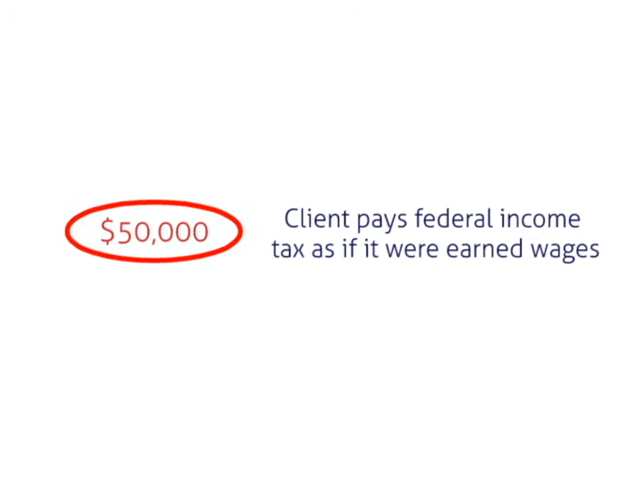 $50,000
Client pays federal income
tax as if it were earned wages